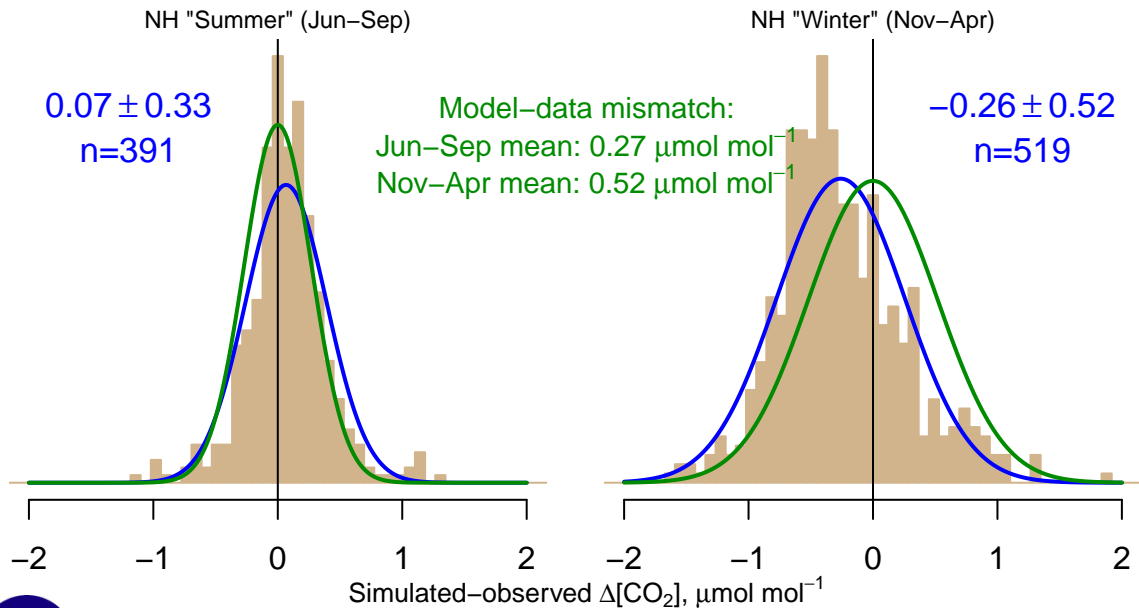 NH "Summer" (Jun−Sep)
0.07 ± 0.33
n=391
Model−data mismatch:
Jun−Sep mean: 0.27 μmol mol⁻¹
Nov−Apr mean: 0.52 μmol mol⁻¹
NH "Winter" (Nov−Apr)
−0.26 ± 0.52
n=519
−2 −1 0 1 2
−2 −1 0 1 2
Simulated−observed Δ[CO₂], μmol mol⁻¹